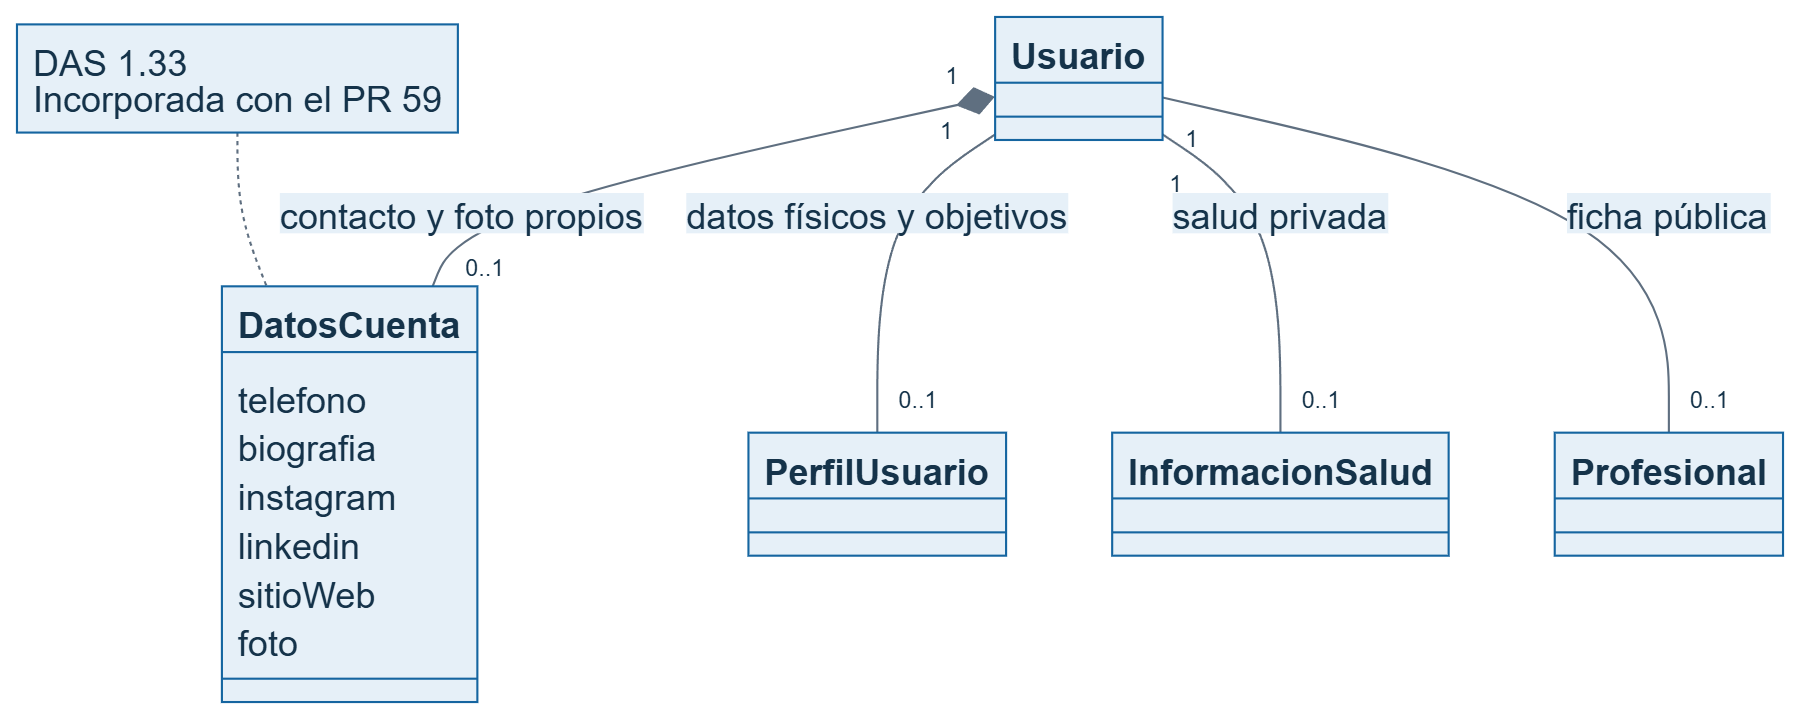 DAS 1.33
Incorporada con el PR 59
Usuario
1
1
1
1
contacto y foto propios
datos físicos y objetivos
salud privada
ficha pública
0..1
DatosCuenta
telefono
biografia
instagram
linkedin
sitioWeb
foto
0..1
0..1
0..1
PerfilUsuario
InformacionSalud
Profesional